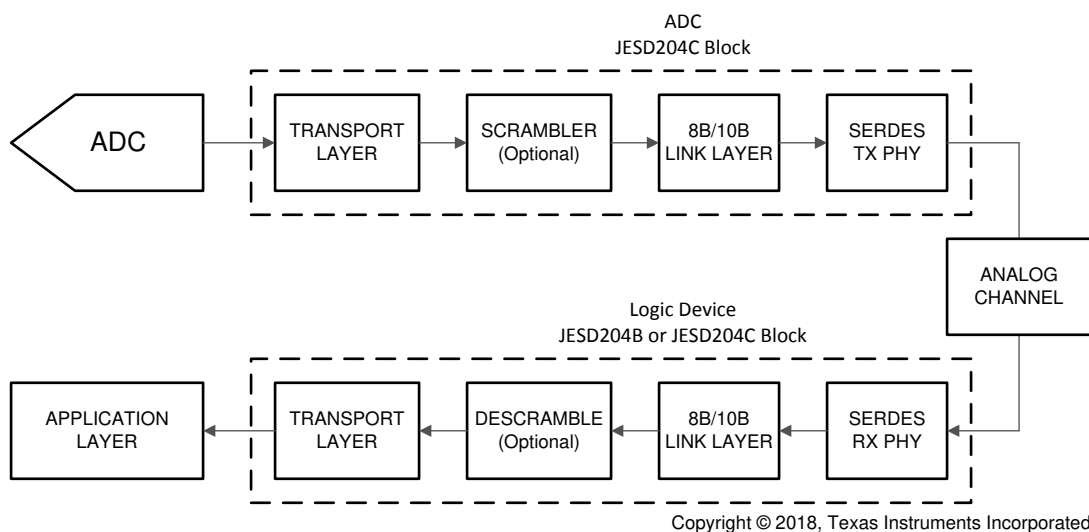 ADC
JESD204C Block
ADC
TRANSPORT
LAYER
SCRAMBLER
(Optional)
8B/10B
LINK LAYER
SERDES
TX PHY
ANALOG
CHANNEL
Logic Device
JESD204B or JESD204C Block
APPLICATION
LAYER
TRANSPORT
LAYER
DESCRAMBLE
(Optional)
8B/10B
LINK LAYER
SERDES
RX PHY
Copyright © 2018, Texas Instruments Incorporated